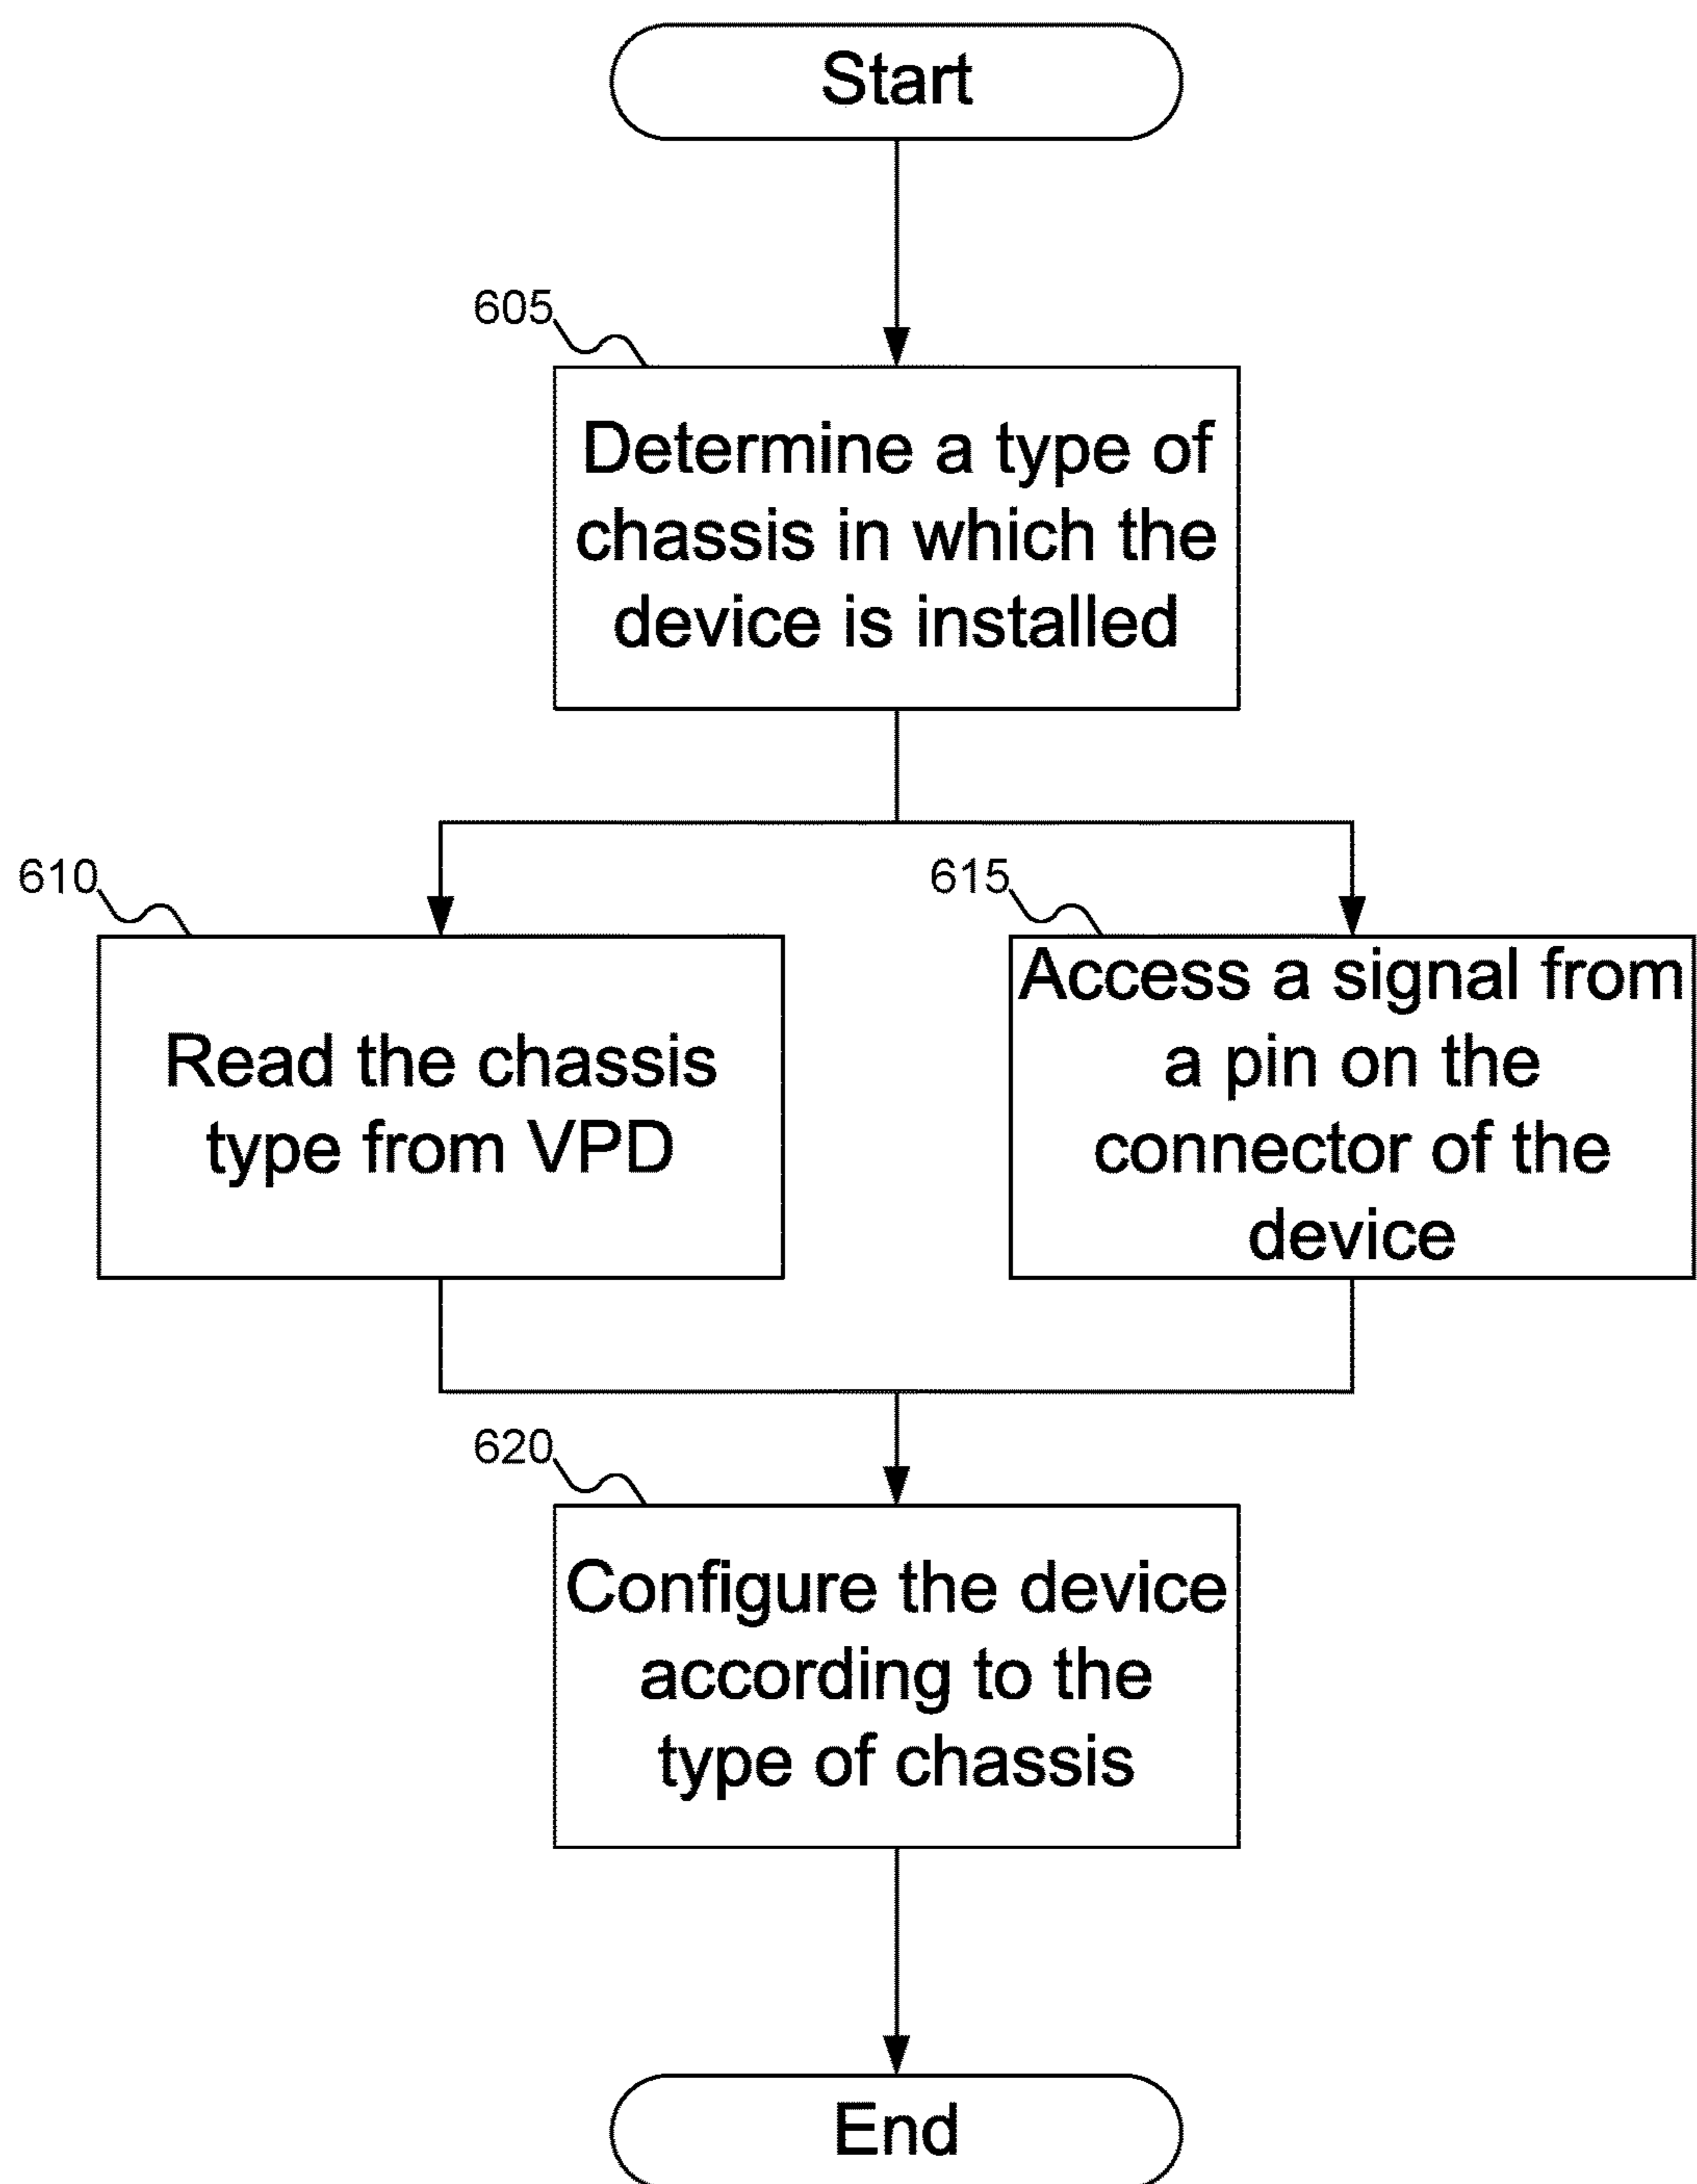 Start
605
Determine a type of
chassis in which the
device is installed
610
Read the chassis
type from VPD
615
Access a signal from
a pin on the
connector of the
device
620
Configure the device
according to the
type of chassis
End